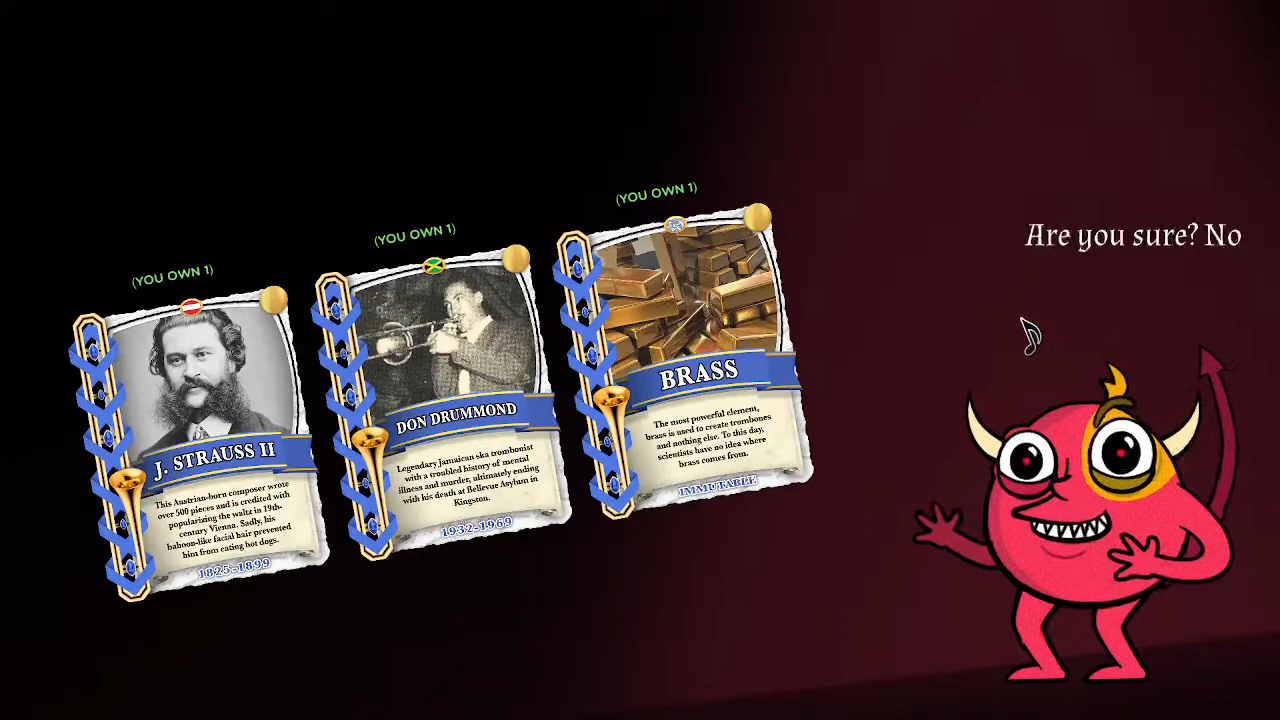 (YOU OWN 1)
J. STRAUSS II
This Austrian-born composer wrote
over 500 pieces and is credited with
popularizing the waltz in 19th-
century Vienna. Sadly, his
baboon-like facial hair prevented
him from eating hot dogs.
1825-1899
(YOU OWN 1)
DON DRUMMOND
Legendary Jamaican ska trombonist
with a troubled history of mental
illness and murder, ultimately ending
with his death at Bellevue Asylum in
Kingston.
1932-1969
(YOU OWN 1)
BRASS
The most powerful element,
brass is used to create trombones
and nothing else. To this day,
scientists have no idea where
brass comes from.
IMMUTABLE
Are you sure? No